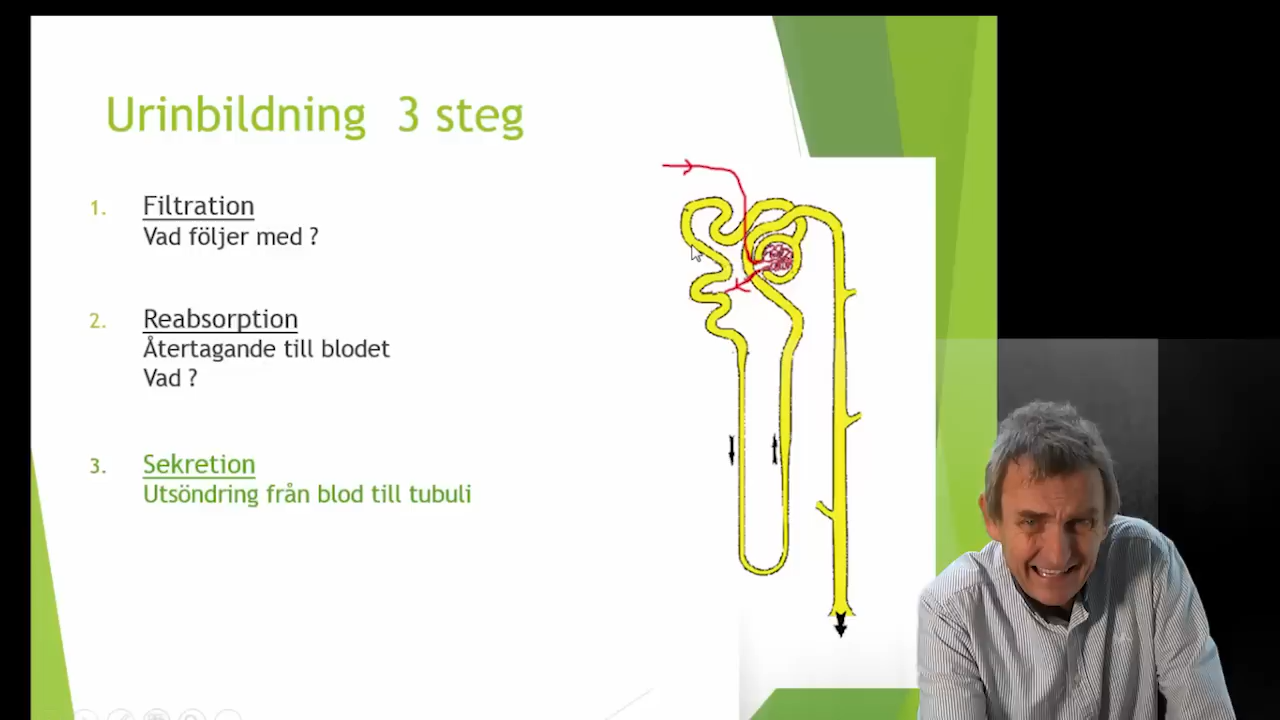 Urinbildning 3 steg
1. Filtration
Vad följer med ?
2. Reabsorption
Återtagande till blodet
Vad ?
3. Sekretion
Utsöndring från blod till tubuli